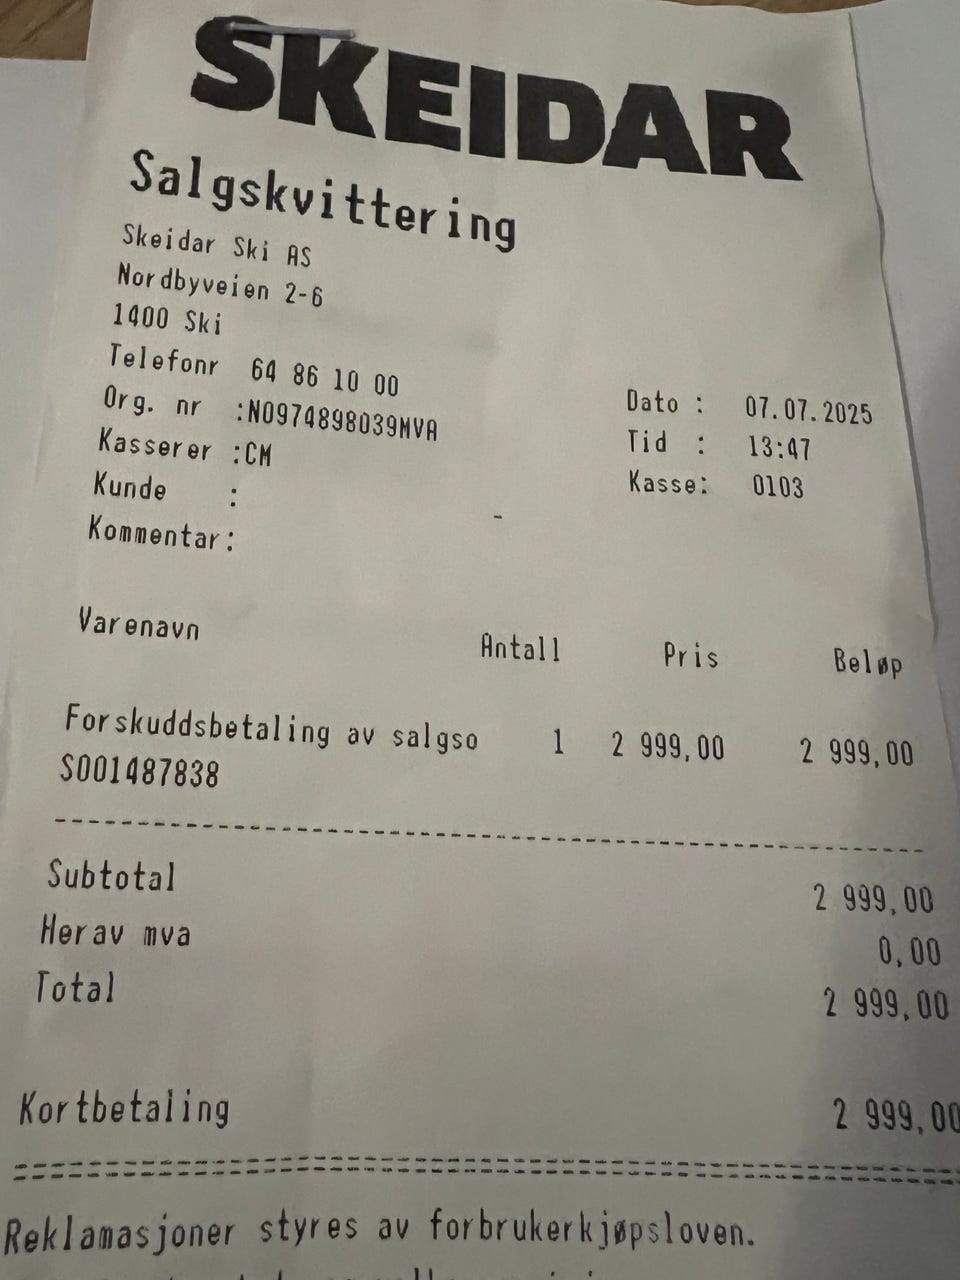 SKEIDAR
Salgskvittering
Skeidar Ski AS
Nordbyveien 2-6
1400 Ski
Telefonr 64 86 10 00
Org. nr :NO974898039MVA
Kasserer :CM
Kunde :
Kommentar:
Dato : 07.07.2025
Tid : 13:47
Kasse: 0103
Varenavn Antall Pris Beløp
Forskuddsbetaling av salgso 1 2 999,00 2 999,00
SO01487838
Subtotal 2 999,00
Herav mva 0,00
Total 2 999,00
Kortbetaling 2 999,00
Reklamasjoner styres av forbrukerkjøpsloven.